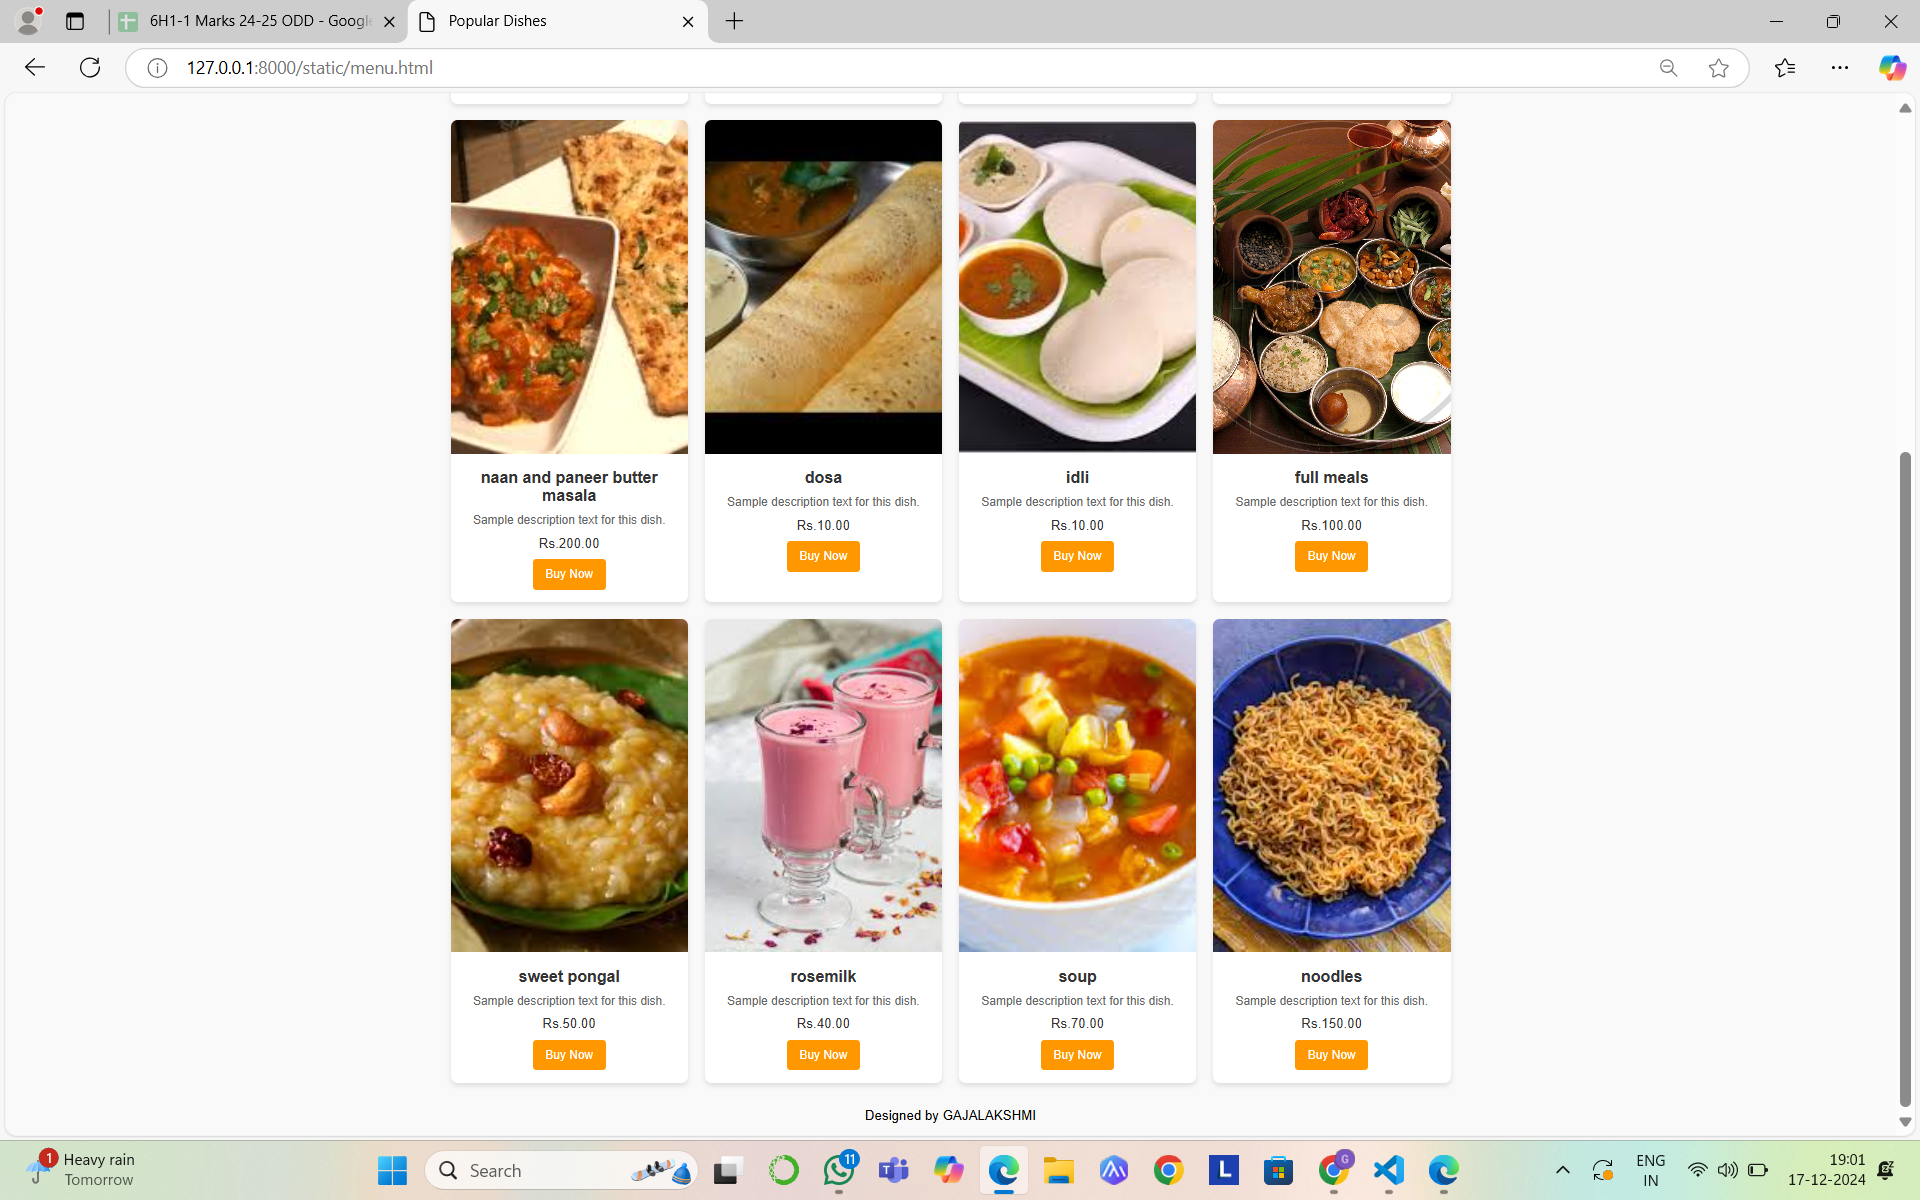 6H1-1 Marks 24-25 ODD - Google
Popular Dishes
127.0.0.1:8000/static/menu.html
naan and paneer butter
masala
Sample description text for this dish.
Rs.200.00
Buy Now
dosa
Sample description text for this dish.
Rs.10.00
Buy Now
idli
Sample description text for this dish.
Rs.10.00
Buy Now
full meals
Sample description text for this dish.
Rs.100.00
Buy Now
sweet pongal
Sample description text for this dish.
Rs.50.00
Buy Now
rosemilk
Sample description text for this dish.
Rs.40.00
Buy Now
soup
Sample description text for this dish.
Rs.70.00
Buy Now
noodles
Sample description text for this dish.
Rs.150.00
Buy Now
Designed by GAJALAKSHMI
1
Heavy rain
Tomorrow
Search
11
T
L
G
ENG
IN
19:01
17-12-2024